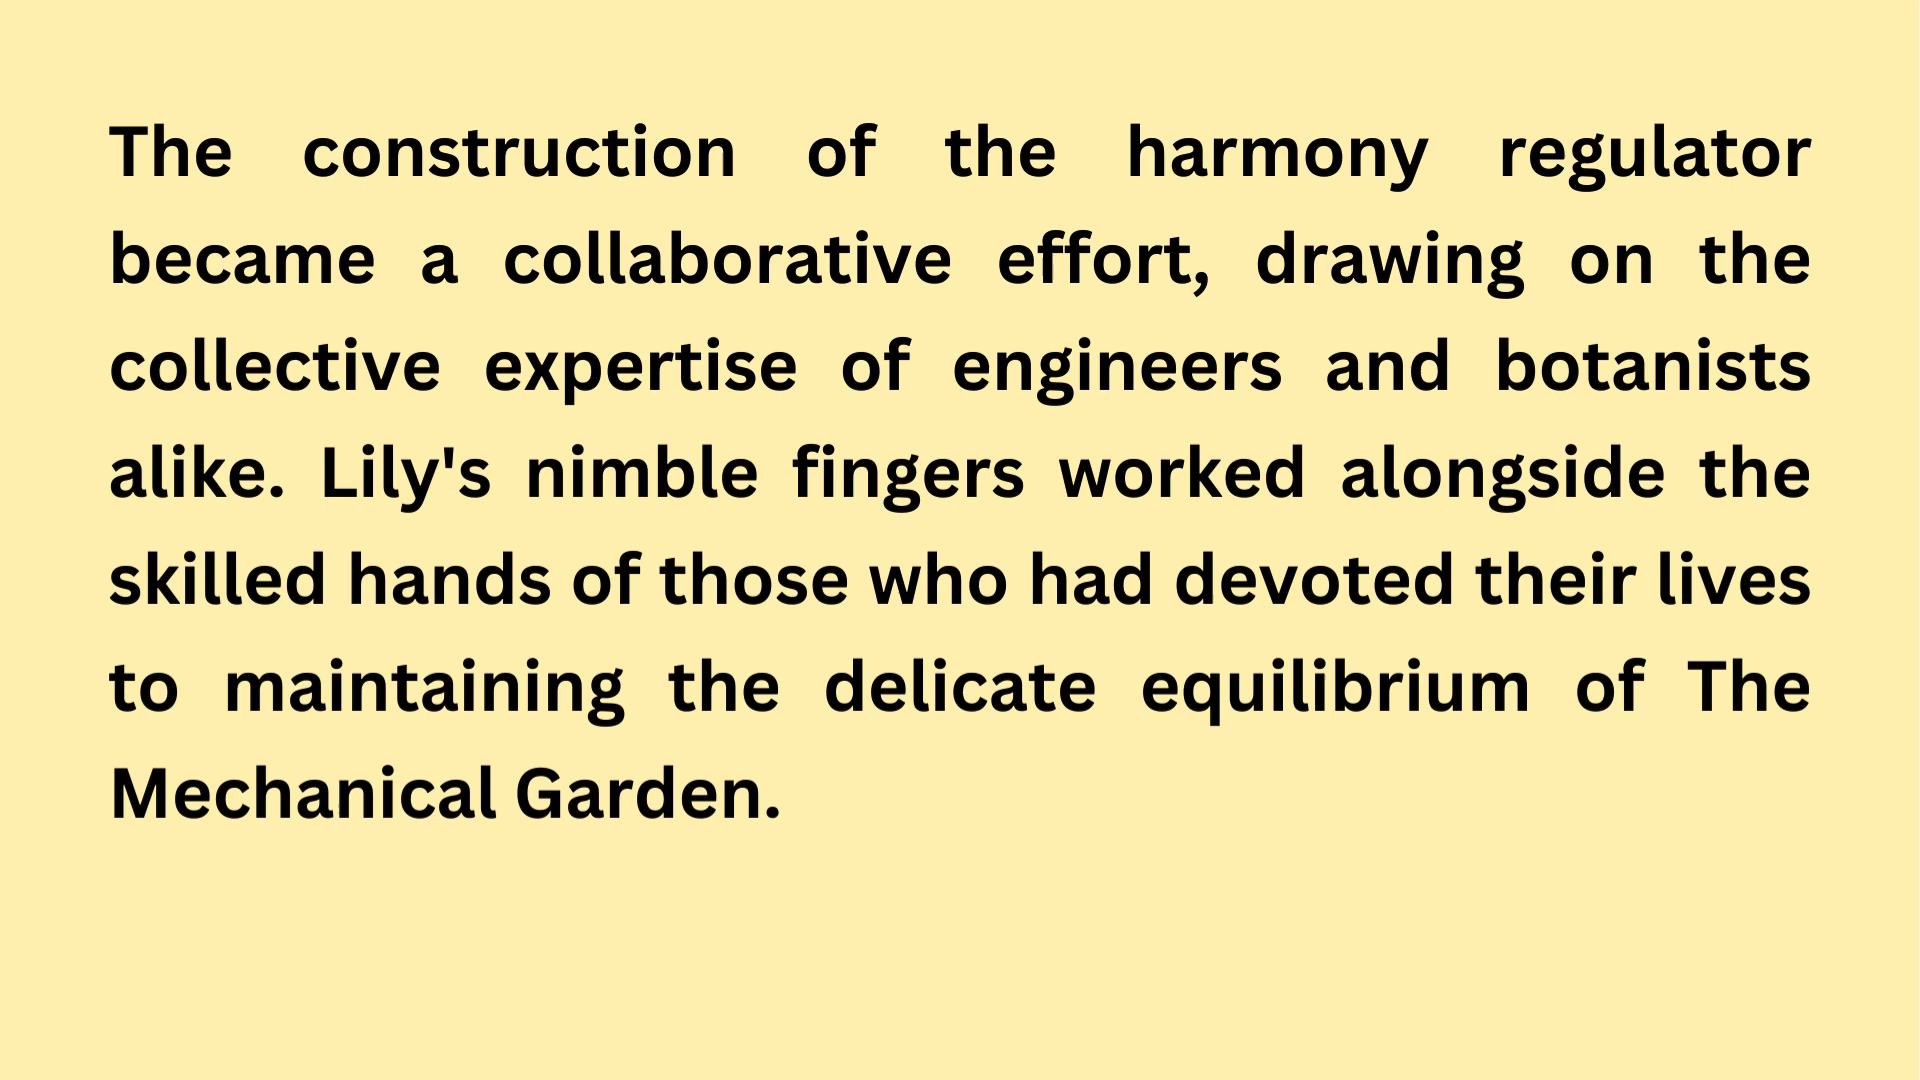 The construction of the harmony regulator
became a collaborative effort, drawing on the
collective expertise of engineers and botanists
alike. Lily's nimble fingers worked alongside the
skilled hands of those who had devoted their lives
to maintaining the delicate equilibrium of The
Mechanical Garden.